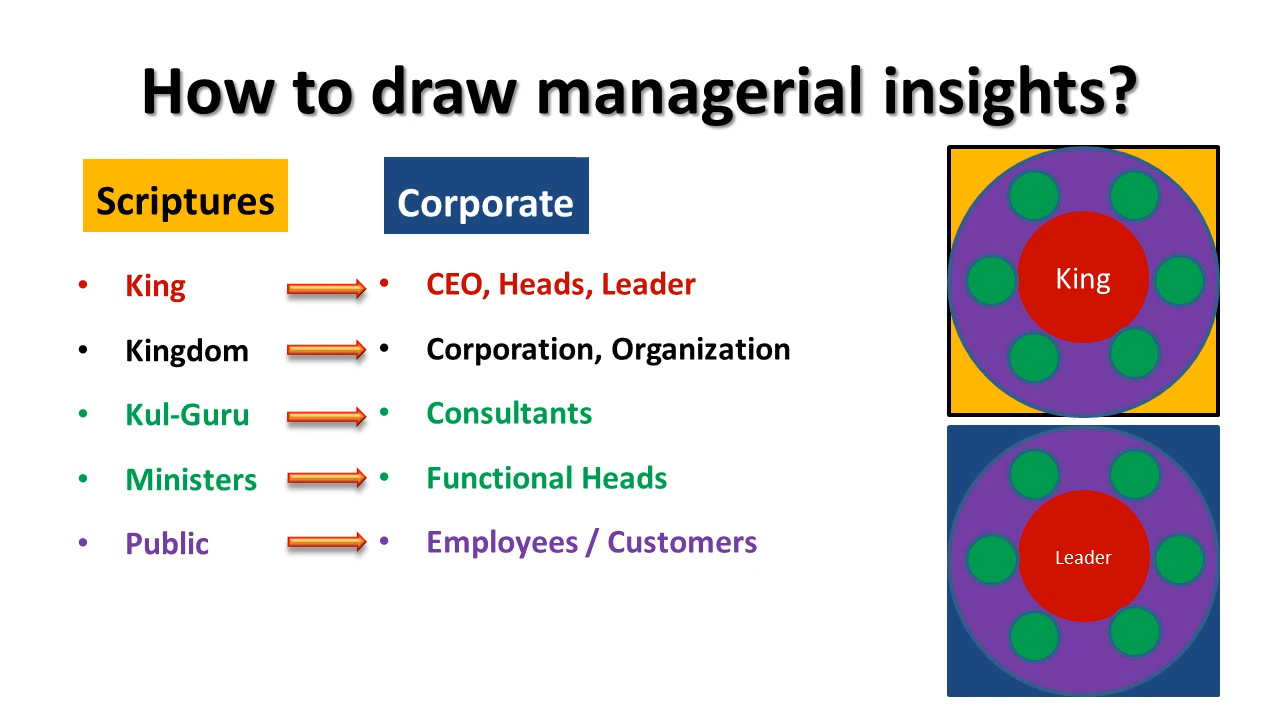 How to draw managerial insights?
Scriptures
Corporate
• King
• CEO, Heads, Leader
• Kingdom
• Corporation, Organization
• Kul-Guru
• Consultants
• Ministers
• Functional Heads
• Public
• Employees / Customers
King
Leader